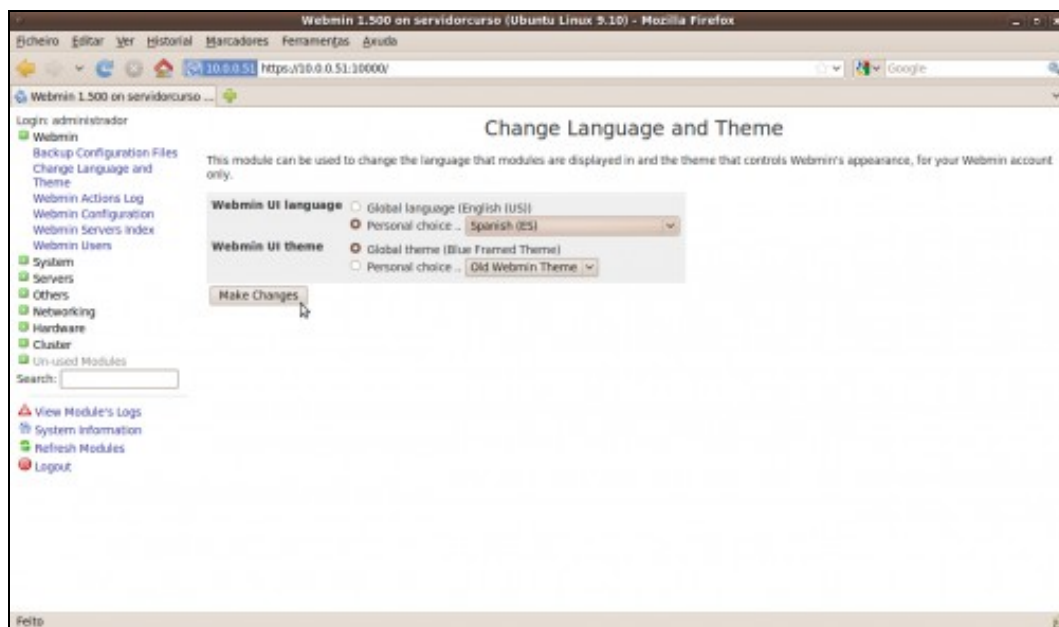 Webmin 1.500 on servidorcurso (Ubuntu Linux 9.10) - Mozilla Firefox
Ficheiro Editar Ver Historial Marcadores Ferramentas Axuda
10.0.0.51 https://10.0.0.51:10000/
Google
Webmin 1.500 on servidorcurso ...
Login: administrador
Webmin
Backup Configuration Files
Change Language and
Theme
Webmin Actions Log
Webmin Configuration
Webmin Servers Index
Webmin Users
System
Servers
Others
Networking
Hardware
Cluster
Un-used Modules
Search:
View Module's Logs
System Information
Refresh Modules
Logout
Change Language and Theme
This module can be used to change the language that modules are displayed in and the theme that controls Webmin's appearance, for your Webmin account
only.
Webmin UI language Global language (English (US))
Personal choice .. Spanish (ES)
Webmin UI theme Global theme (Blue Framed Theme)
Personal choice .. Old Webmin Theme
Make Changes
Feito